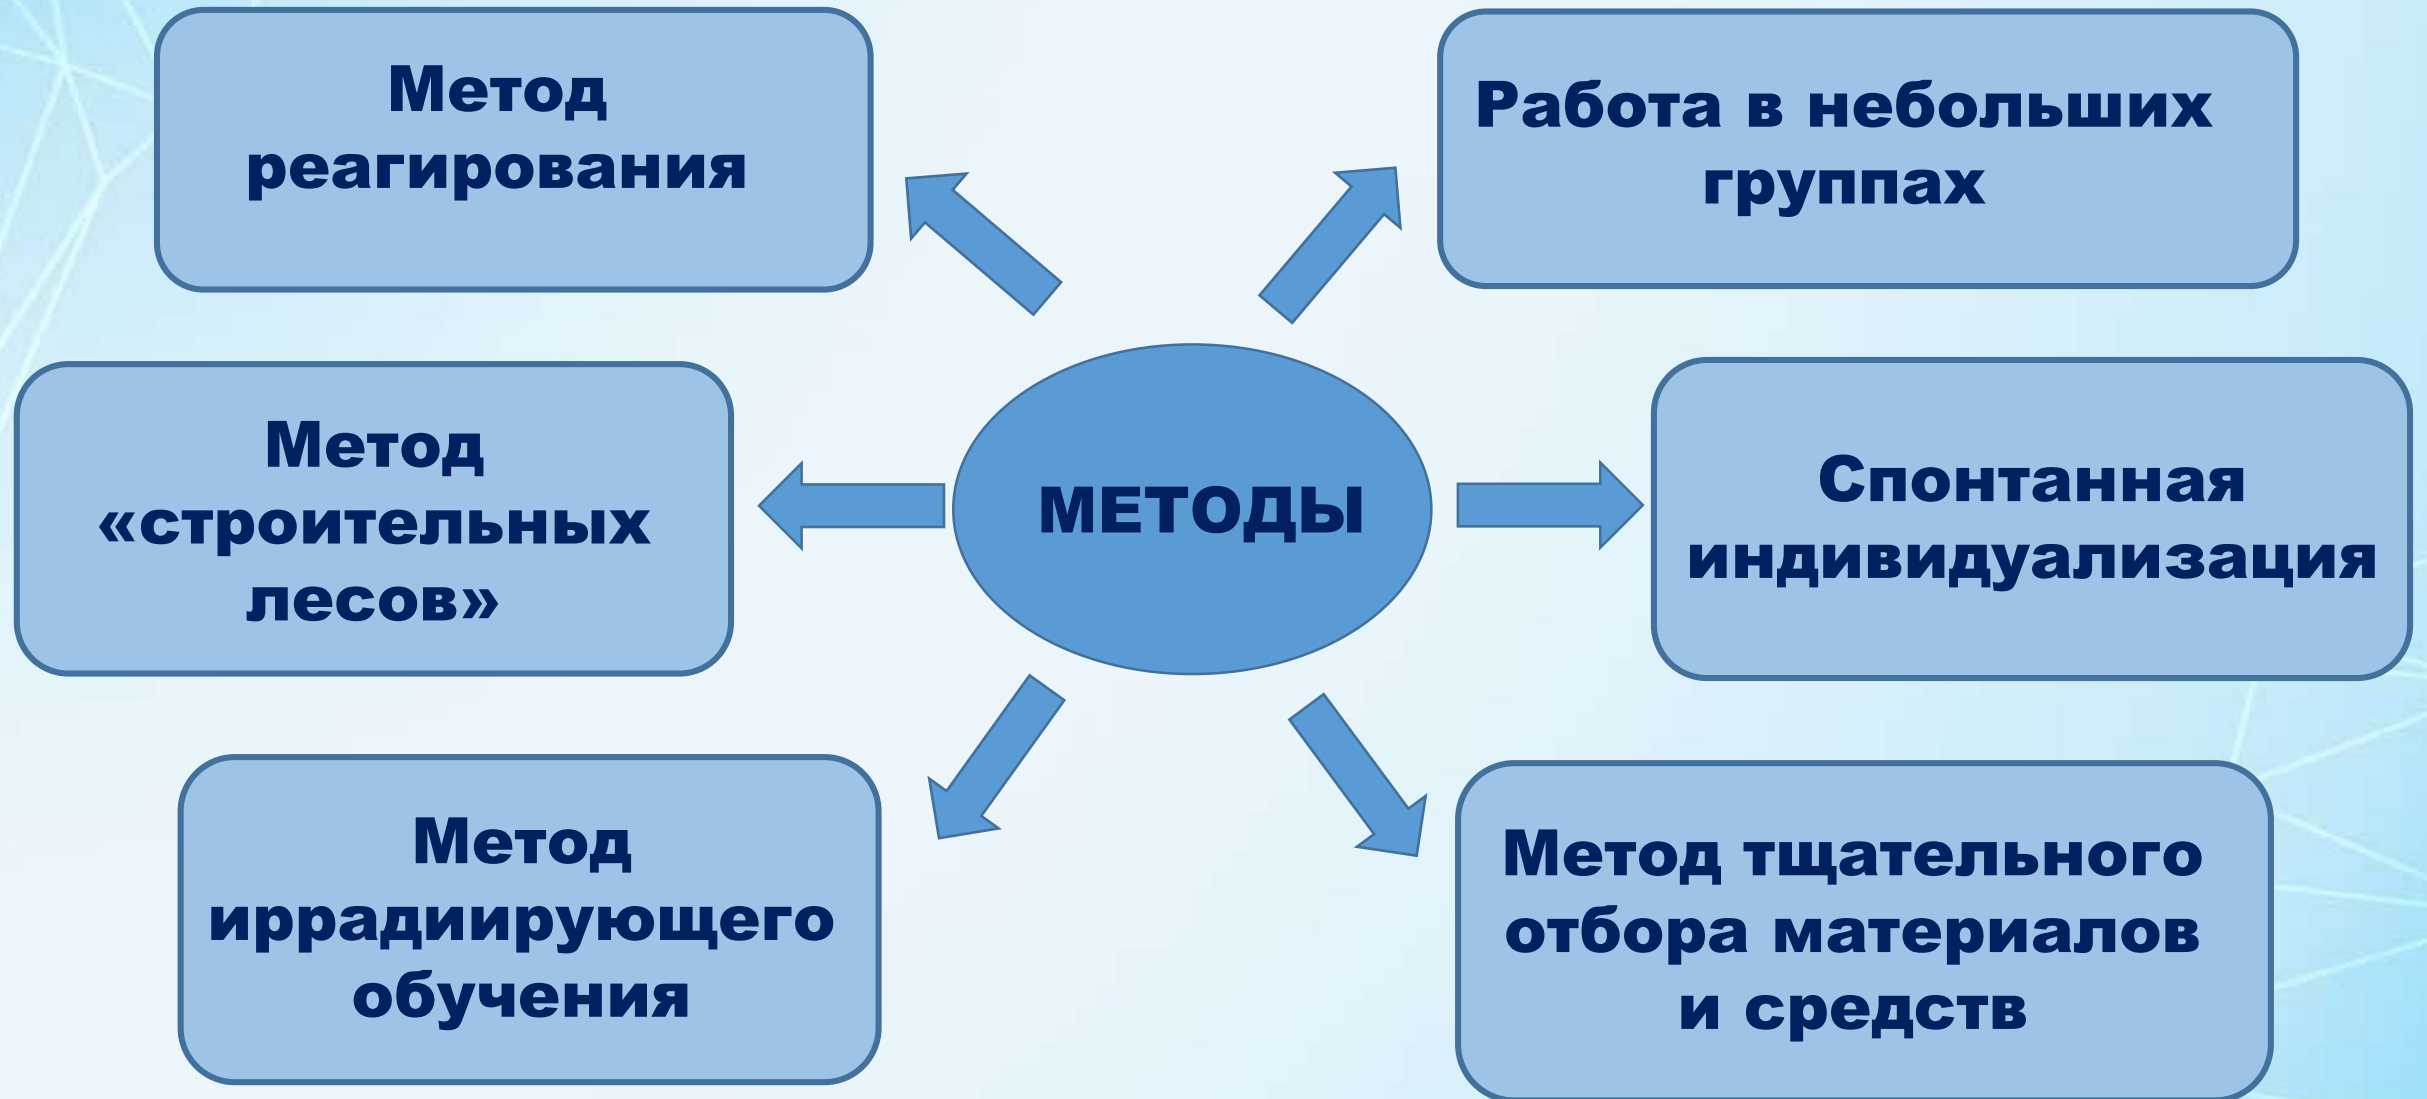 Метод
реагирования
Работа в небольших
группах
Метод
«строительных
лесов»
МЕТОДЫ
Спонтанная
индивидуализация
Метод
иррадиирующего
обучения
Метод тщательного
отбора материалов
и средств